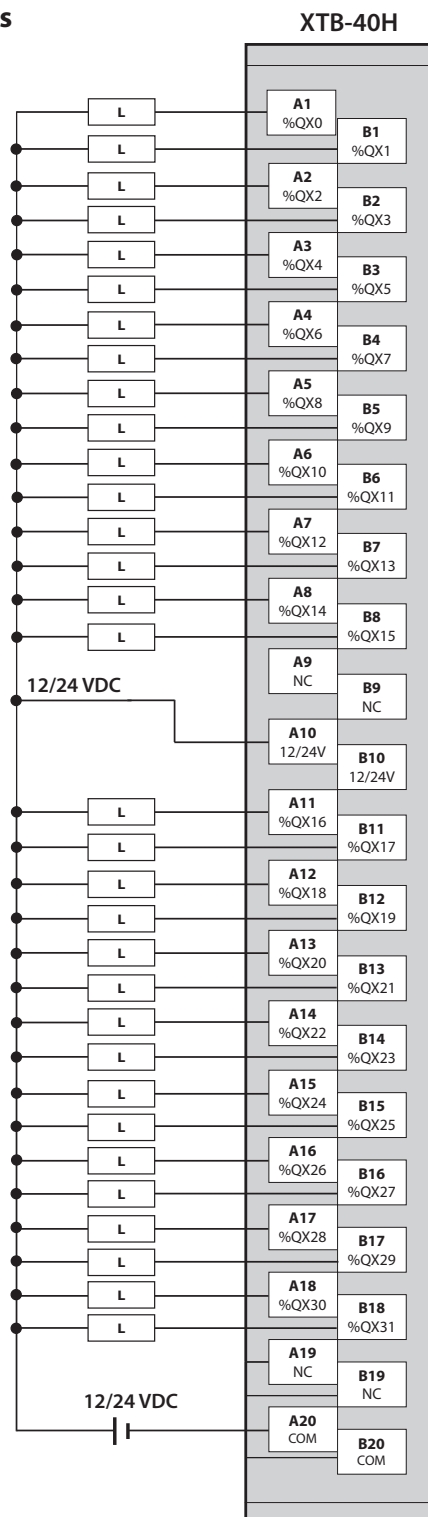 s
XTB-40H
L
A1
%QX0
L
B1
%QX1
L
A2
%QX2
L
B2
%QX3
L
A3
%QX4
L
B3
%QX5
L
A4
%QX6
L
B4
%QX7
L
A5
%QX8
L
B5
%QX9
L
A6
%QX10
L
B6
%QX11
L
A7
%QX12
L
B7
%QX13
L
A8
%QX14
L
B8
%QX15
A9
NC
12/24 VDC
B9
NC
A10
12/24V
B10
12/24V
L
A11
%QX16
L
B11
%QX17
L
A12
%QX18
L
B12
%QX19
L
A13
%QX20
L
B13
%QX21
L
A14
%QX22
L
B14
%QX23
L
A15
%QX24
L
B15
%QX25
L
A16
%QX26
L
B16
%QX27
L
A17
%QX28
L
B17
%QX29
L
A18
%QX30
L
B18
%QX31
A19
NC
B19
NC
12/24 VDC
A20
COM
B20
COM